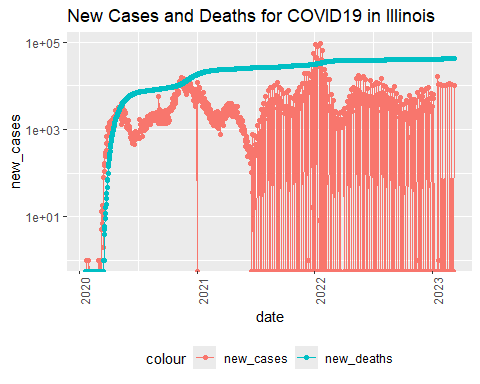 New Cases and Deaths for COVID19 in Illinois
new_cases
1e+05
1e+03
1e+01
2020
2021
2022
2023
date
colour new_cases new_deaths